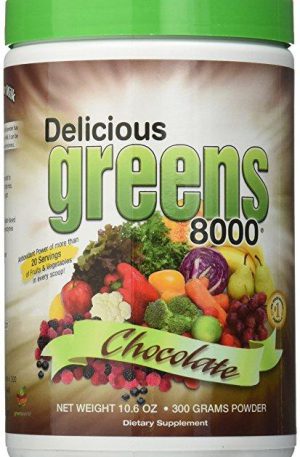 Delicious
greens
8000®
Antioxidant Power of more than
20 Servings
of Fruits & Vegetables
in every scoop!
Chocolate
NET WEIGHT 10.6 OZ • 300 GRAMS POWDER
Dietary Supplement